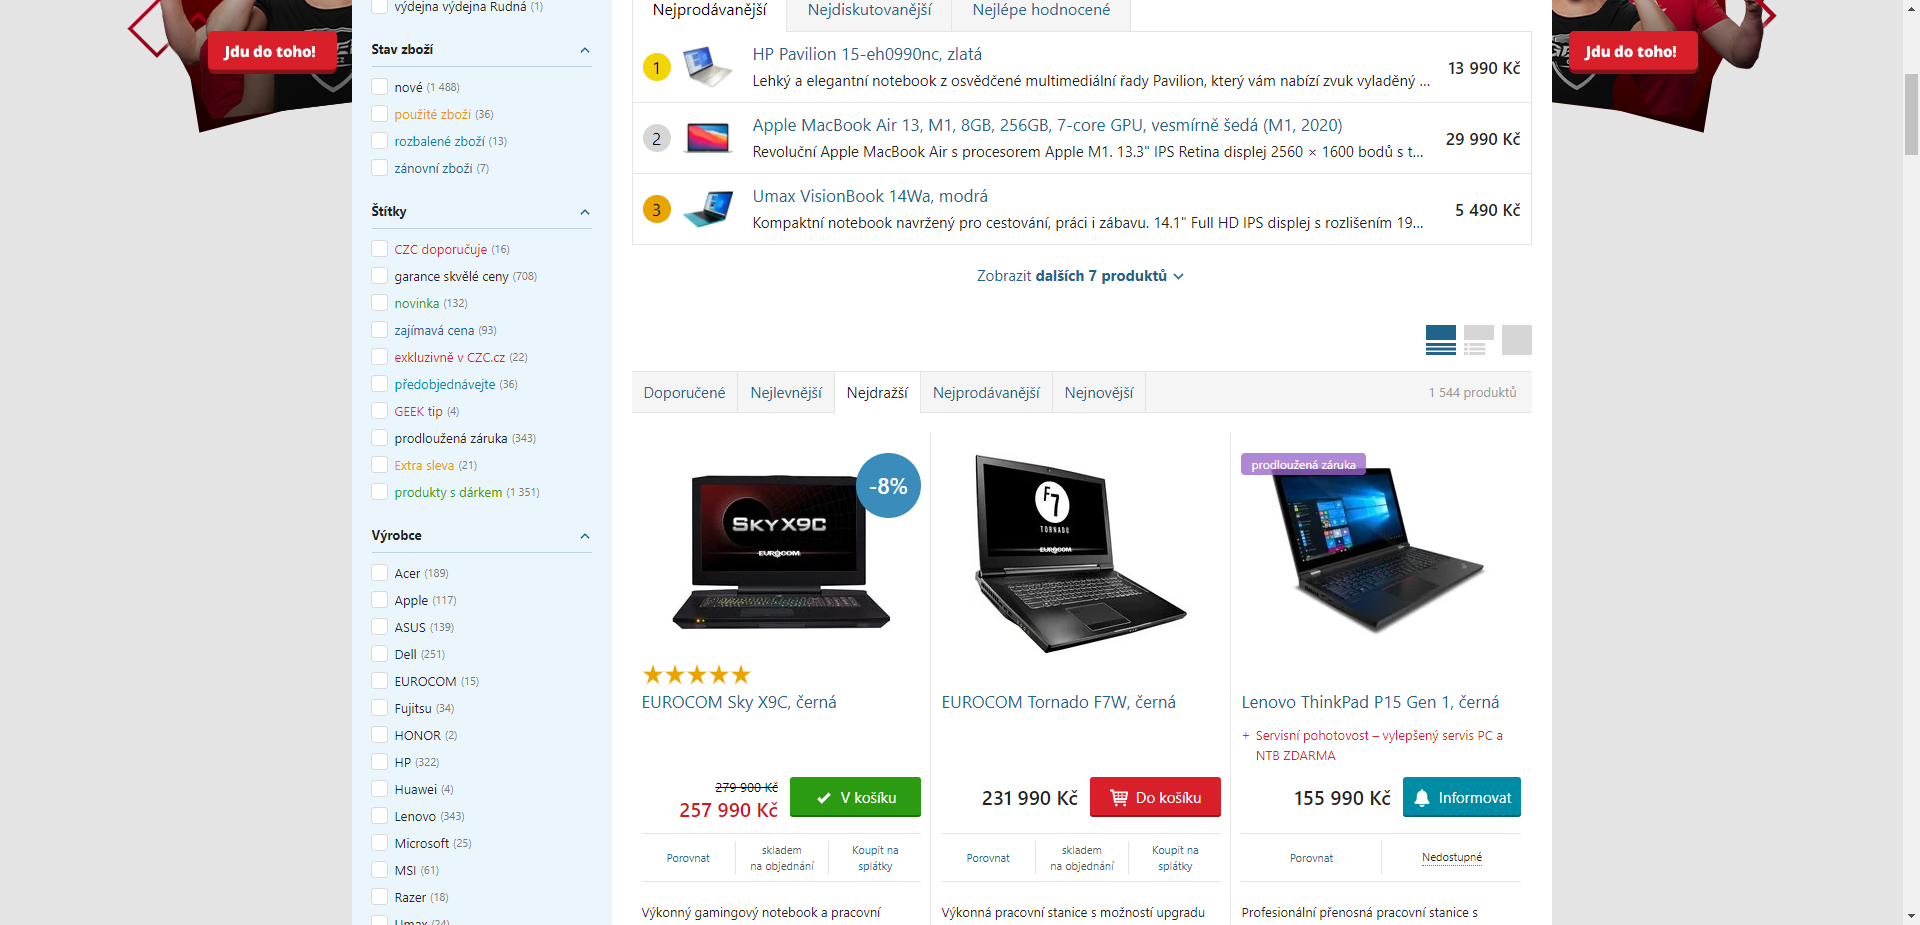 Jdu do toho!
výdejna výdejna Rudná (1)
Stav zboží
nové (1 488)
použité zboží (36)
rozbalené zboží (13)
zánovní zboží (7)
Štítky
CZC doporučuje (16)
garance skvělé ceny (708)
novinka (132)
zajímavá cena (93)
exkluzivně v CZC.cz (22)
předobjednávejte (36)
GEEK tip (4)
prodloužená záruka (343)
Extra sleva (21)
produkty s dárkem (1 351)
Výrobce
Acer (189)
Apple (117)
ASUS (139)
Dell (251)
EUROCOM (15)
Fujitsu (34)
HONOR (2)
HP (322)
Huawei (4)
Lenovo (343)
Microsoft (25)
MSI (61)
Razer (18)
Umax (24)
Nejprodávanější Nejdiskutovanější Nejlépe hodnocené
1 HP Pavilion 15-eh0990nc, zlatá
Lehký a elegantní notebook z osvědčené multimediální řady Pavilion, který vám nabízí zvuk vyladěný ...
13 990 Kč
2 Apple MacBook Air 13, M1, 8GB, 256GB, 7-core GPU, vesmírně šedá (M1, 2020)
Revoluční Apple MacBook Air s procesorem Apple M1. 13.3" IPS Retina displej 2560 × 1600 bodů s t...
29 990 Kč
3 Umax VisionBook 14Wa, modrá
Kompaktní notebook navržený pro cestování, práci i zábavu. 14.1" Full HD IPS displej s rozlišením 19...
5 490 Kč
Zobrazit dalších 7 produktů
Doporučené Nejlevnější Nejdražší Nejprodávanější Nejnovější 1 544 produktů
-8%
SKY X9C
EUROCOM
EUROCOM Sky X9C, černá
279 900 Kč
257 990 Kč
V košíku
Porovnat
skladem
na objednání
Koupit na
splátky
Výkonný gamingový notebook a pracovní
F7
TORNADO
EUROCOM
EUROCOM Tornado F7W, černá
231 990 Kč Do košíku
Porovnat
skladem
na objednání
Koupit na
splátky
Výkonná pracovní stanice s možností upgradu
prodloužená záruka
Lenovo ThinkPad P15 Gen 1, černá
+ Servisní pohotovost – vylepšený servis PC a
NTB ZDARMA
155 990 Kč Informovat
Porovnat Nedostupné
Profesionální přenosná pracovní stanice s
Jdu do toho!